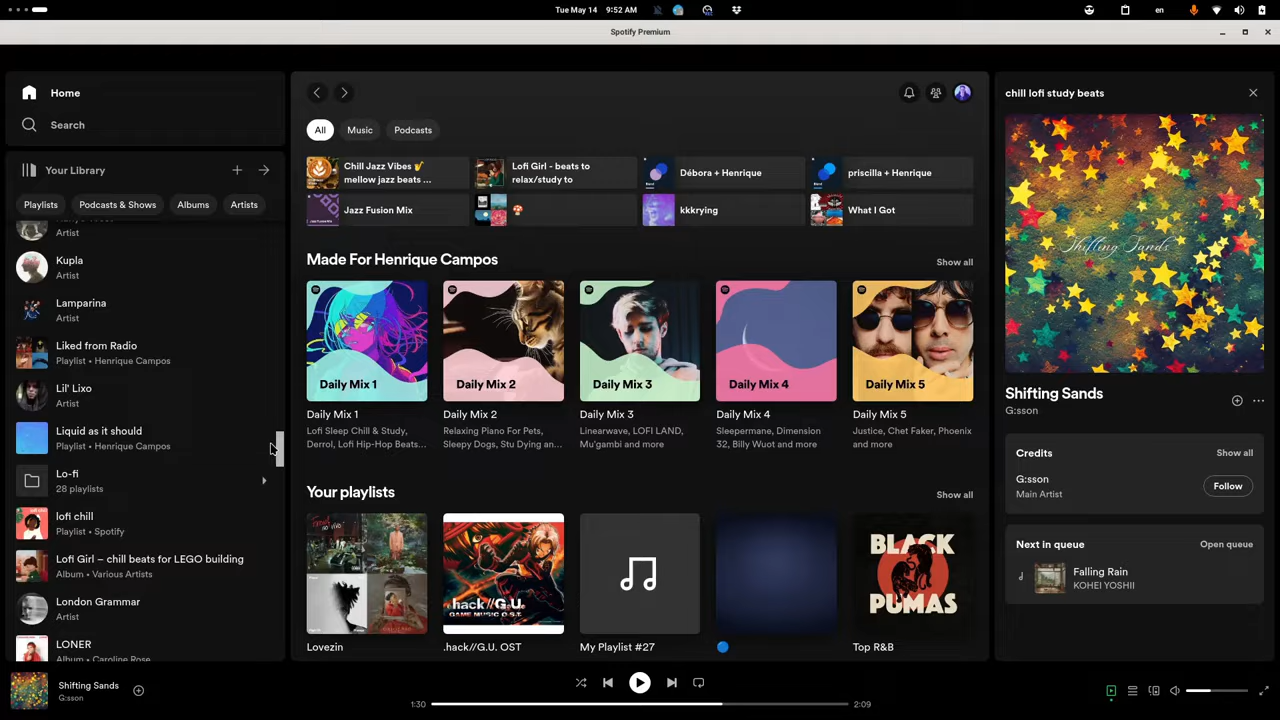 Tue May 14 9:52 AM
en
Spotify Premium
Home
Search
Your Library
Playlists
Podcasts & Shows
Albums
Artists
Artist
Kupla
Artist
Lamparina
Artist
Liked from Radio
Playlist • Henrique Campos
Lil' Lixo
Artist
Liquid as it should
Playlist • Henrique Campos
Lo-fi
28 playlists
lofi chill
Playlist • Spotify
Lofi Girl – chill beats for LEGO building
Album • Various Artists
London Grammar
Artist
LONER
Album • Caroline Rose
All
Music
Podcasts
Chill Jazz Vibes 🎷
mellow jazz beats ...
Lofi Girl - beats to
relax/study to
Débora + Henrique
priscilla + Henrique
Jazz Fusion Mix
🍄
kkkrying
What I Got
Made For Henrique Campos
Show all
Daily Mix 1
Daily Mix 2
Daily Mix 3
Daily Mix 4
Daily Mix 5
Daily Mix 1
Lofi Sleep Chill & Study,
Derrol, Lofi Hip-Hop Beats...
Daily Mix 2
Relaxing Piano For Pets,
Sleepy Dogs, Stu Dying an...
Daily Mix 3
Linearwave, LOFI LAND,
Mu'gambi and more
Daily Mix 4
Sleepermane, Dimension
32, Billy Wuot and more
Daily Mix 5
Justice, Chet Faker, Phoenix
and more
Your playlists
Show all
.hack//G.U.
GAME MUSIC O.S.T.
BLACK
PUMAS
Lovezin
.hack//G.U. OST
My Playlist #27
🔵
Top R&B
chill lofi study beats
Shifting Sands
Shifting Sands
G:sson
Credits
Show all
G:sson
Main Artist
Follow
Next in queue
Open queue
Falling Rain
KOHEI YOSHII
Shifting Sands
G:sson
1:30
2:09